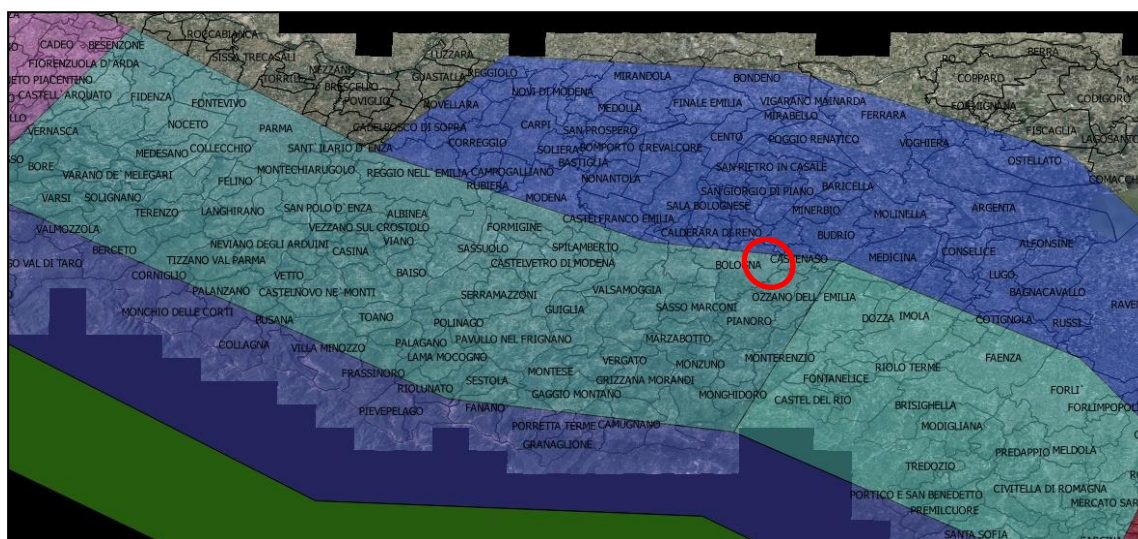 ROCCABIANCA
CADEO BESENZONE
BERRA
SISSA TRECASALI
LUZZARA
RO
FIORENZUOLA D'ARDA
MEZZANI
GUASTALLA REGGIOLO
MIRANDOLA
BONDENO
COPPARO
TORRILE
BRESCELLO
CODIGORO
CASTELL'ARQUATO
FIDENZA
FONTEVIVO
POVIGLIO
NOVELLARA
NOVI DI MODENA
MEDOLLA
FINALE EMILIA
VIGARANO MAINARDA
FORMIGNANA
MIRABELLO
FERRARA
VERNASCA
NOCETO
PARMA
CADELBOSCO DI SOPRA
CARPI
SAN PROSPERO
CENTO
POGGIO RENATICO
FISCAGLIA
CORREGGIO
VOGHIERA
LAGOSANTO
MEDESANO COLLECCHIO
SANT' ILARIO D' ENZA
SOLIERA
BOMPORTO CREVALCORE
BASTIGLIA
OSTELLATO
BORE
VARANO DE' MELEGARI
MONTECHIARUGOLO
REGGIO NELL' EMILIA
CAMPOGALLIANO
NONANTOLA
SAN PIETRO IN CASALE
COMACCHIO
FELINO
RUBIERA
SAN GIORGIO DI PIANO
BARICELLA
VARSI
SOLIGNANO
MODENA
SALA BOLOGNESE
MINERBIO
MOLINELLA
ARGENTA
TERENZO
LANGHIRANO
SAN POLO D' ENZA
ALBINEA
VEZZANO SUL CROSTOLO
FORMIGINE
CASTELFRANCO EMILIA
VALMOZZOLA
CALDERARA DI RENO
BUDRIO
NEVIANO DEGLI ARDUINI
VIANO
SASSUOLO
SPILAMBERTO
ALFONSINE
BERCETO
CASINA
CONSELICE
TIZZANO VAL PARMA
CASTELVETRO DI MODENA
BOLOGNA
CASTENASO
MEDICINA
CORNIGLIO
VETTO
BAISO
LUGO
PALANZANO
CASTELNOVO NE' MONTI
SERRAMAZZONI
VALSAMOGGIA
OZZANO DELL' EMILIA
BAGNACAVALLO
MONCHIO DELLE CORTI
GUIGLIA
SASSO MARCONI
BUSANA
TOANO
POLINAGO
PIANORO
DOZZA
IMOLA
COTIGNOLA
RUSSI
COLLAGNA
VILLA MINOZZO
PALAGANO
PAVULLO NEL FRIGNANO
MARZABOTTO
LAMA MOCOGNO
VERGATO
MONZUNO
MONTERENZIO
FAENZA
FRASSINORO
MONTESE
RIOLO TERME
RIOLUNATO
SESTOLA
GRIZZANA MORANDI
FONTANELICE
FORLI'
GAGGIO MONTANO
MONGHIDORO
CASTEL DEL RIO
BRISIGHELLA
PIEVEPELAGO
FANANO
MODIGLIANA
PORRETTA TERME
CAMUGNANO
GRANAGLIONE
PREDAPPIO
MELDOLA
TREDOZIO
PORTICO E SAN BENEDETTO
CIVITELLA DI ROMAGNA
PREMILCUORE
MERCATO SAR
SANTA SOFIA